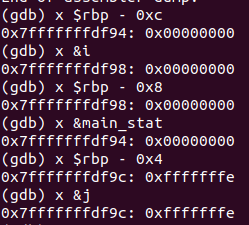 End of assembler dump.
(gdb) x $rbp - 0xc
0x7fffffffdf94: 0x00000000
(gdb) x &i
0x7fffffffdf98: 0x00000000
(gdb) x $rbp - 0x8
0x7fffffffdf98: 0x00000000
(gdb) x &main_stat
0x7fffffffdf94: 0x00000000
(gdb) x $rbp - 0x4
0x7fffffffdf9c: 0xfffffffe
(gdb) x &j
0x7fffffffdf9c: 0xfffffffe